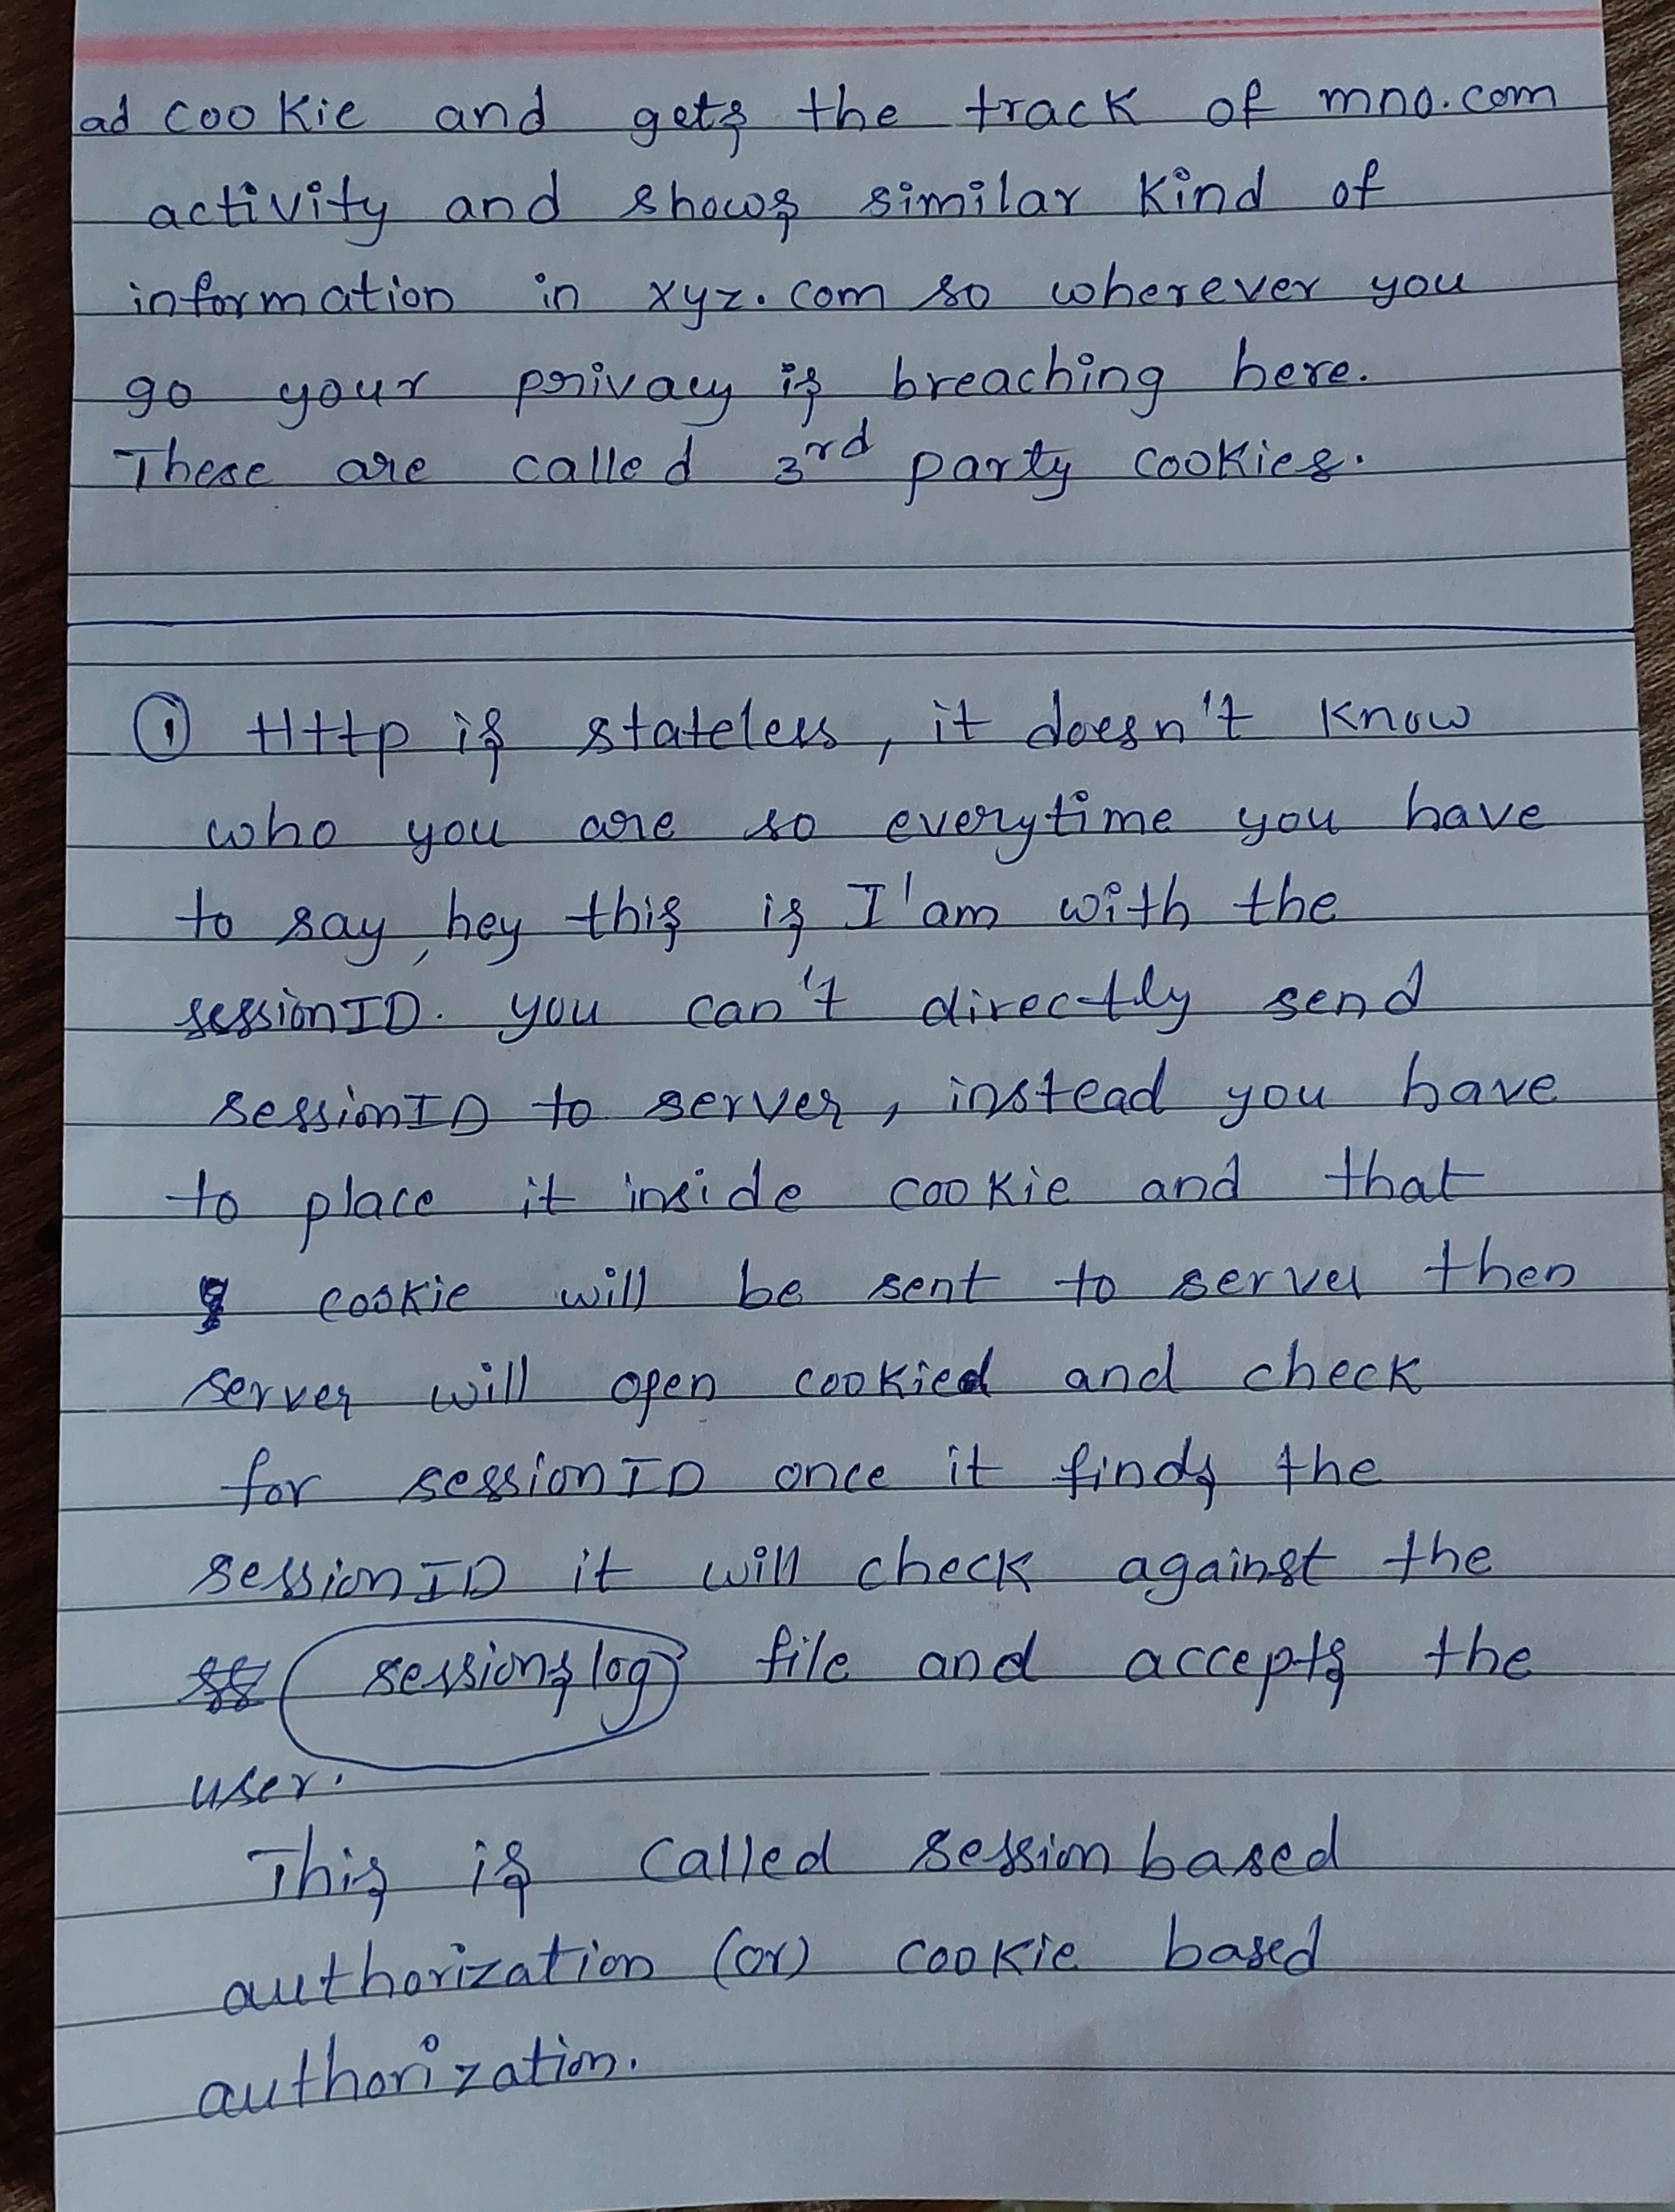 ad cookie and gets the track of mno.com
activity and shows similar kind of
information in xyz.com so wherever you
go your privacy is breaching here.
These are called 3rd party cookies.
① Http is stateless, it doesn't know
who you are so everytime you have
to say, hey this is I'am with the
sessionID. you can't directly send
sessionID to server, instead you have
to place it inside cookie and that
cookie will be sent to server then
server will open cookied and check
for sessionID once it finds the
sessionID it will check against the
sessionslog file and accepts the
user.
This is called session based
authorization (or) cookie based
authorization.